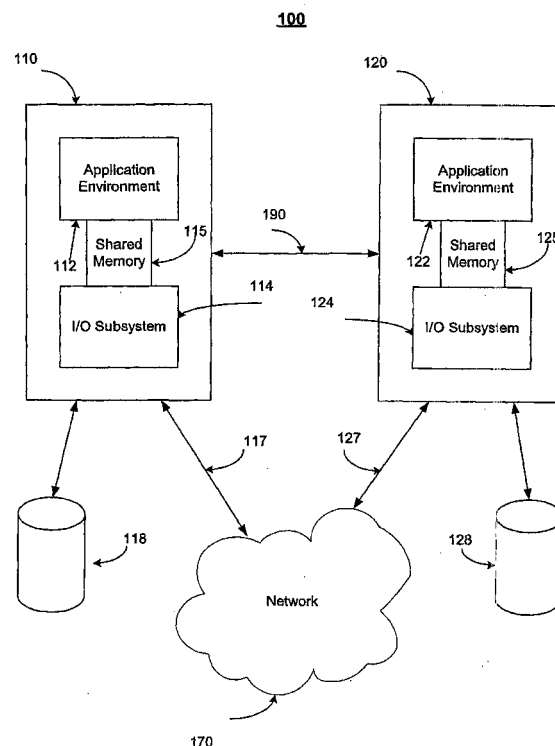 100
110
120
Application
Environment
Application
Environment
190
112
Shared
Memory
115
122
Shared
Memory
125
I/O Subsystem
114
124
I/O Subsystem
117
127
118
128
Network
170